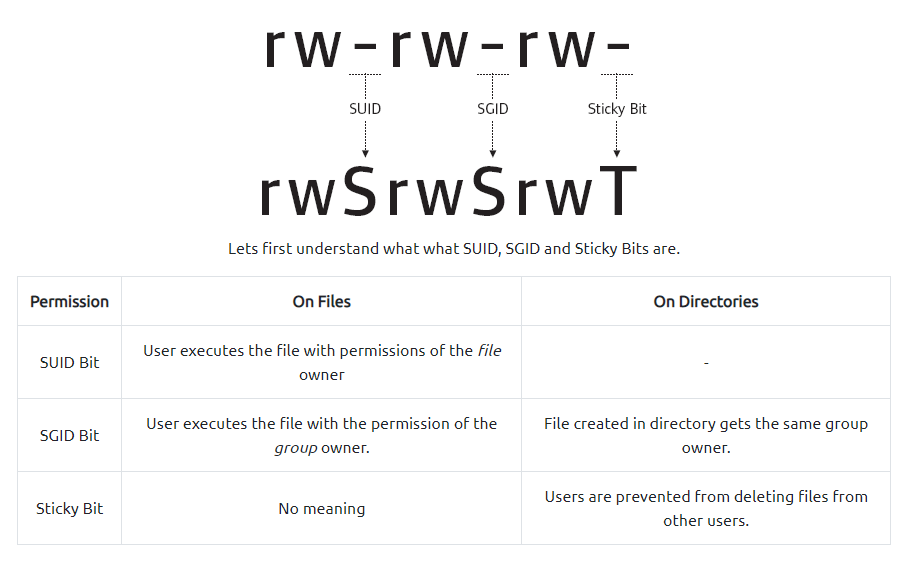 rw-rw-rw-
SUID SGID Sticky Bit
rwSrwSrwT
Lets first understand what what SUID, SGID and Sticky Bits are.
Permission On Files On Directories
SUID Bit
User executes the file with permissions of the file
owner
-
SGID Bit
User executes the file with the permission of the
group owner.
File created in directory gets the same group
owner.
Sticky Bit
No meaning
Users are prevented from deleting files from
other users.